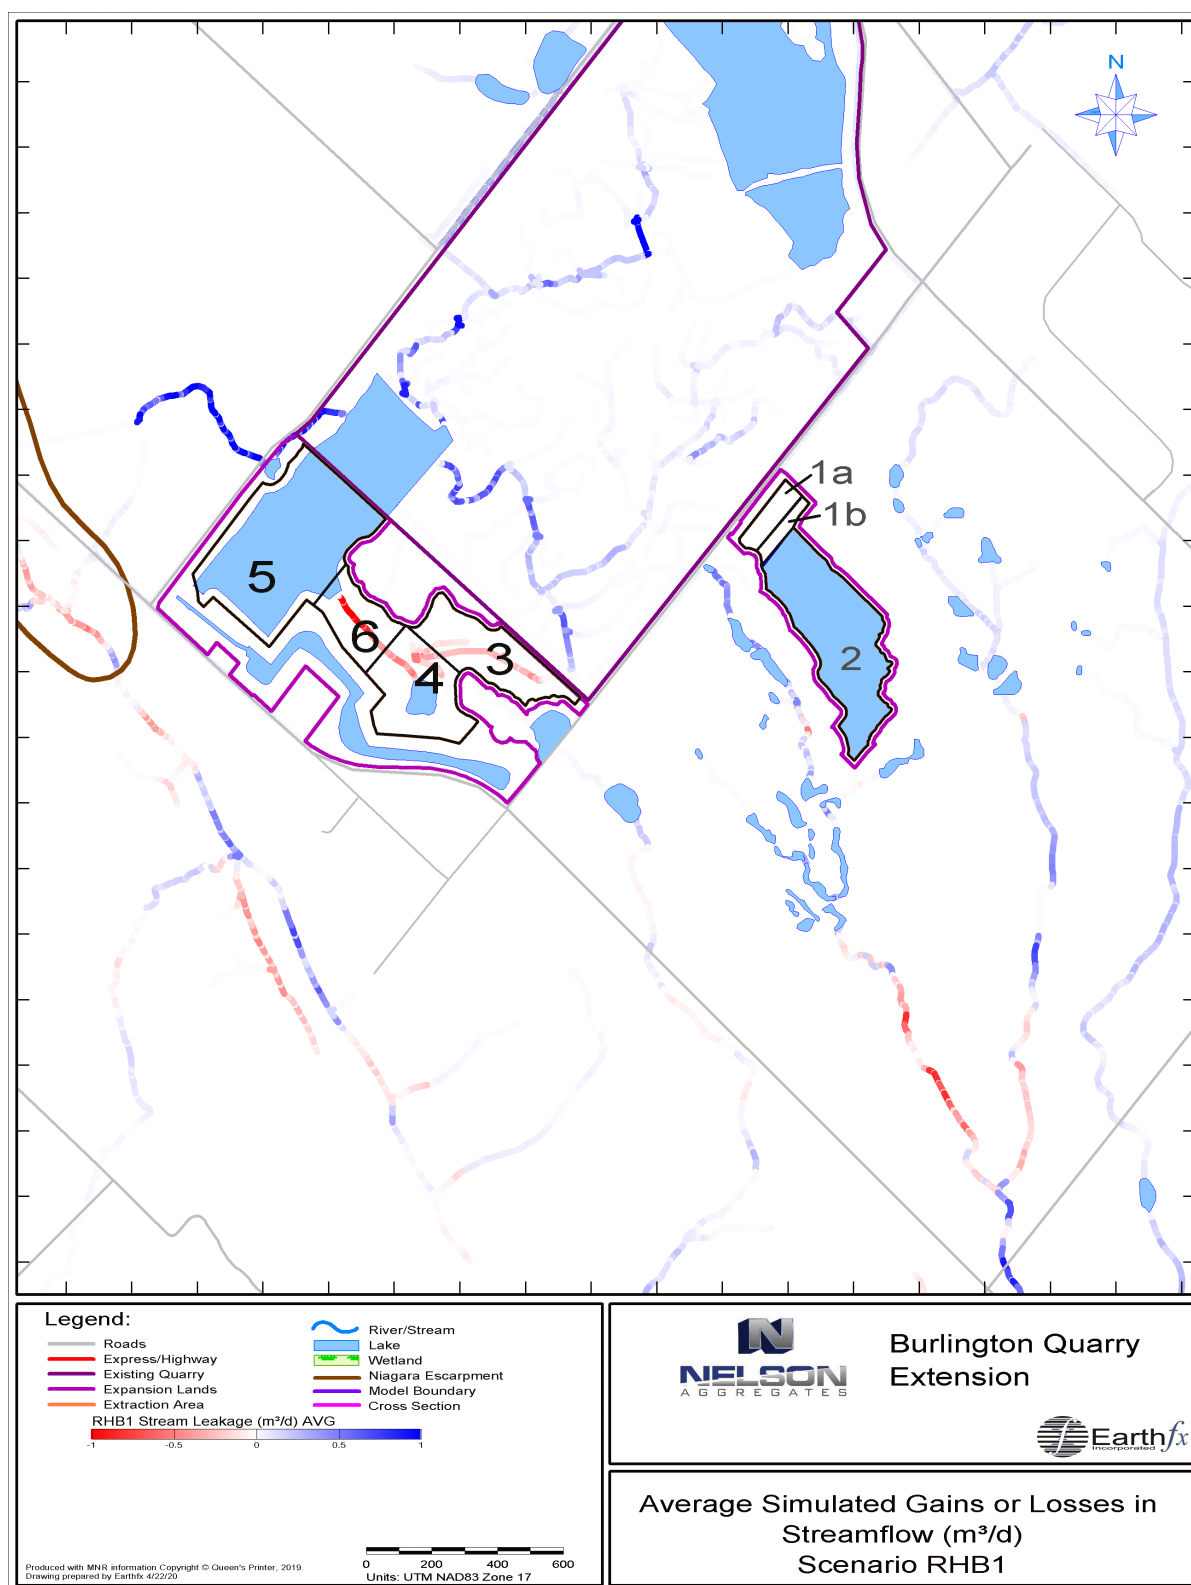 N
1a
1b
5
6
3
4
2
Legend:
Roads
Express/Highway
Existing Quarry
Expansion Lands
Extraction Area
River/Stream
Lake
Wetland
Niagara Escarpment
Model Boundary
Cross Section
RHB1 Stream Leakage (m³/d) AVG
-1 -0.5 0 0.5 1
Produced with MNR information Copyright © Queen's Printer, 2019.
Drawing prepared by Earthfx 4/22/20
0 200 400 600
Units: UTM NAD83 Zone 17
N
NELSON
AGGREGATES
Burlington Quarry
Extension
Earthfx
Incorporated
Average Simulated Gains or Losses in
Streamflow (m³/d)
Scenario RHB1